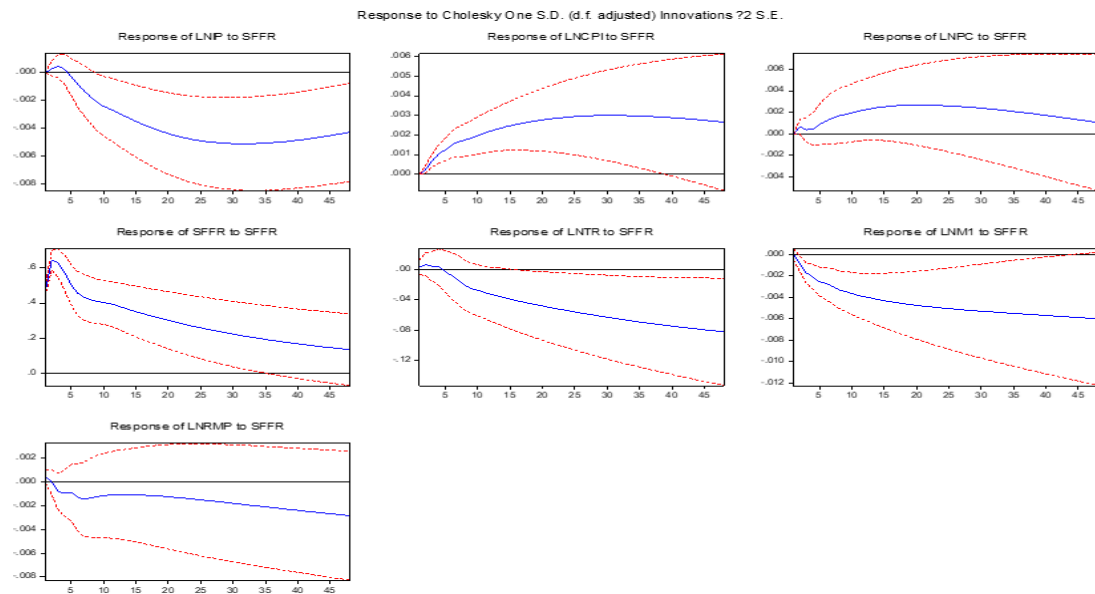 Response to Cholesky One S.D. (d.f. adjusted) Innovations ?2 S.E.
Response of LNIP to SFFR
.000
-.002
-.004
-.006
-.008
5 10 15 20 25 30 35 40 45
Response of LNCPI to SFFR
.006
.005
.004
.003
.002
.001
.000
5 10 15 20 25 30 35 40 45
Response of LNPC to SFFR
.006
.004
.002
.000
-.002
-.004
5 10 15 20 25 30 35 40 45
Response of SFFR to SFFR
.6
.4
.2
.0
5 10 15 20 25 30 35 40 45
Response of LNTR to SFFR
.00
-.04
-.08
-.12
5 10 15 20 25 30 35 40 45
Response of LNM1 to SFFR
.000
-.002
-.004
-.006
-.008
-.010
-.012
5 10 15 20 25 30 35 40 45
Response of LNRMP to SFFR
.002
.000
-.002
-.004
-.006
-.008
5 10 15 20 25 30 35 40 45